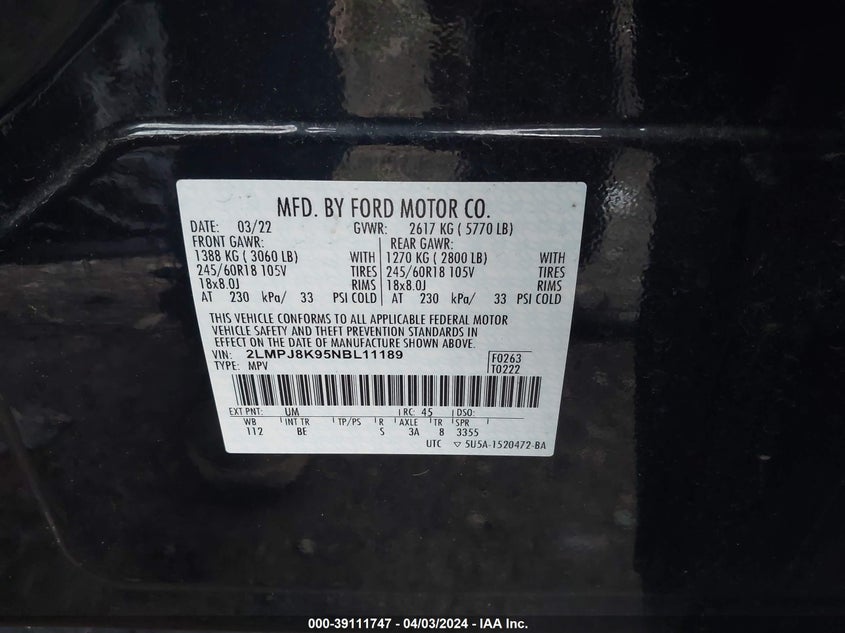 MFD. BY FORD MOTOR CO.
DATE: 03/22 GVWR: 2617 KG ( 5770 LB)
FRONT GAWR: REAR GAWR:
1388 KG ( 3060 LB) WITH 1270 KG ( 2800 LB) WITH
245/60R18 105V TIRES 245/60R18 105V TIRES
18x8.0J RIMS 18x8.0J RIMS
AT 230 kPa/ 33 PSI COLD AT 230 kPa/ 33 PSI COLD
THIS VEHICLE CONFORMS TO ALL APPLICABLE FEDERAL MOTOR
VEHICLE SAFETY AND THEFT PREVENTION STANDARDS IN
EFFECT ON THE DATE OF MANUFACTURE SHOWN ABOVE.
VIN: 2LMPJ8K95NBL11189 F0263
TYPE: MPV T0222
EXT PNT: UM RC: 45 DSO:
WB INT TR TP/PS R AXLE TR SPR
112 BE S 3A 8 3355
UTC ▽ 5U5A-1520472-BA
000-39111747 - 04/03/2024 - IAA Inc.